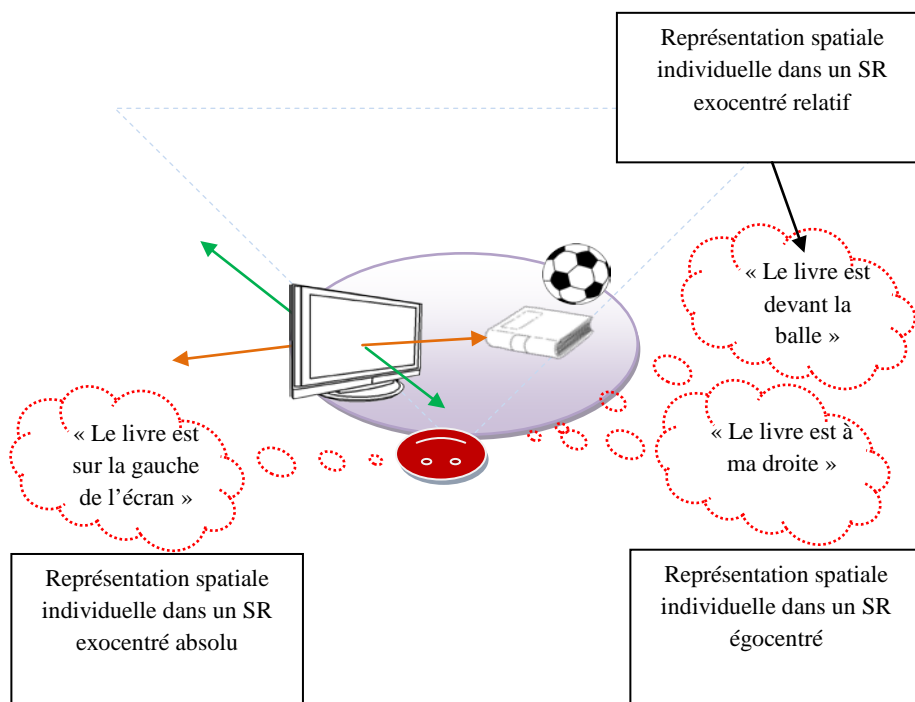 Représentation spatiale
individuelle dans un SR
exocentré relatif
« Le livre est
devant la
balle »
« Le livre est
sur la gauche
de l’écran »
« Le livre est à
ma droite »
Représentation spatiale
individuelle dans un SR
exocentré absolu
Représentation spatiale
individuelle dans un SR
égocentré